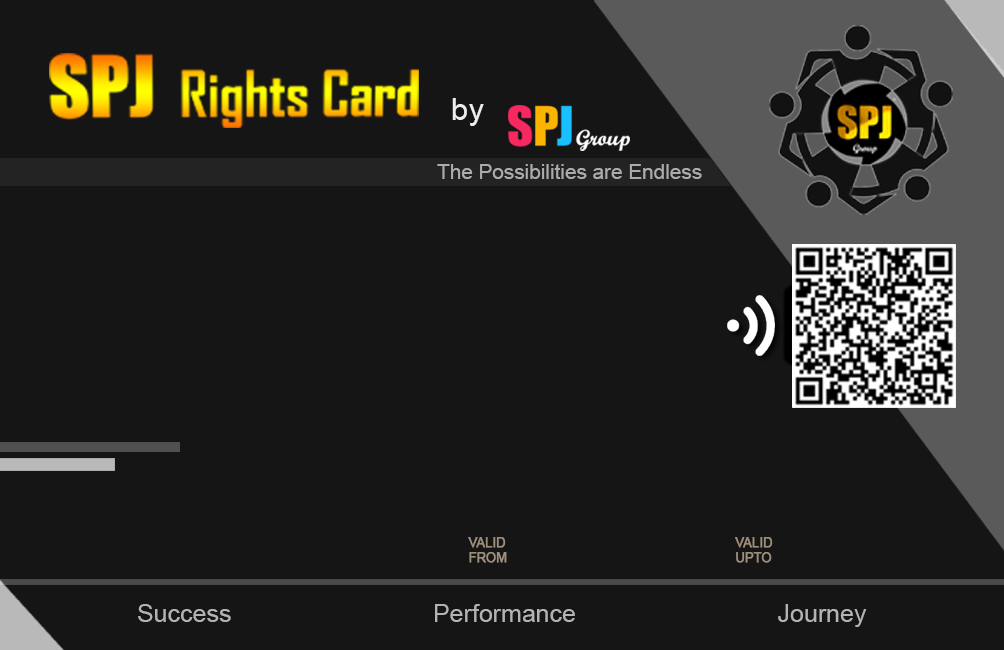 SPJ Rights Card
by SPJ Group
The Possibilities are Endless
SPJ
Group
VALID
FROM
VALID
UPTO
Success
Performance
Journey